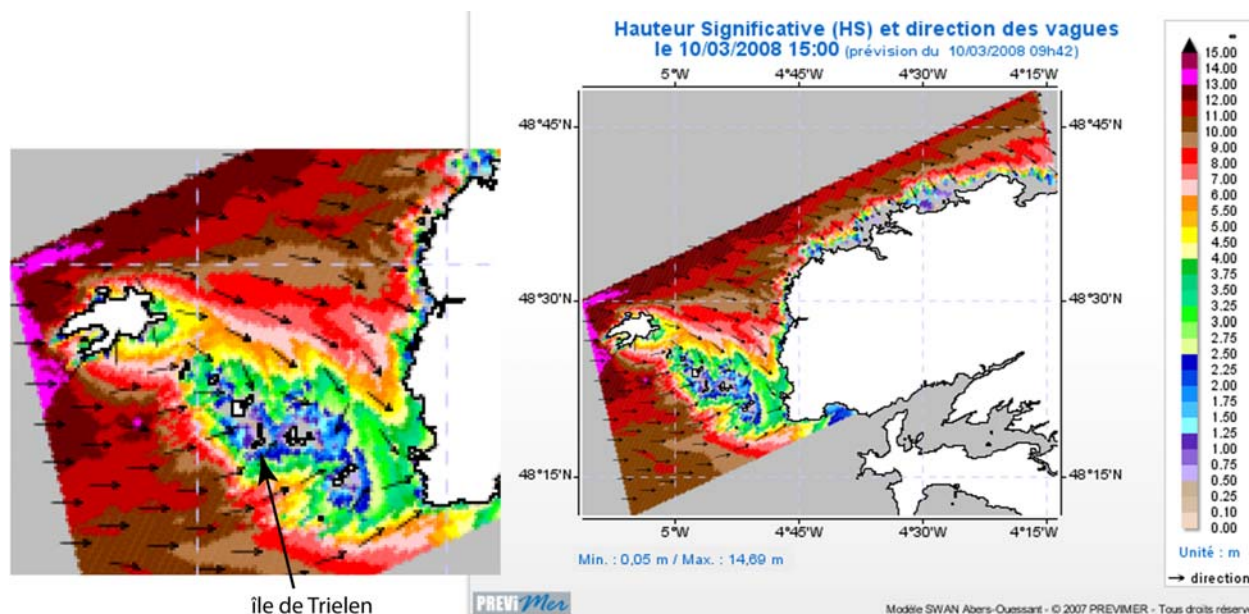 Hauteur Significative (HS) et direction des vagues
le 10/03/2008 15:00 (prévision du 10/03/2008 09h42)
5°W 4°45'W 4°30'W 4°15'W
48°45'N 48°45'N
48°30'N 48°30'N
48°15'N 48°15'N
5°W 4°45'W 4°30'W 4°15'W
15.00
14.00
13.00
12.00
11.00
10.00
9.00
8.00
7.00
6.00
5.50
5.00
4.50
4.00
3.75
3.50
3.25
3.00
2.75
2.50
2.25
2.00
1.75
1.50
1.25
1.00
0.75
0.50
0.25
0.10
0.00
Unité : m
direction
Min. : 0,05 m / Max. : 14,69 m
île de Trielen
PREViMer
Modèle SWAN Abers-Ouessant - © 2007 PREVIMER - Tous droits réservé